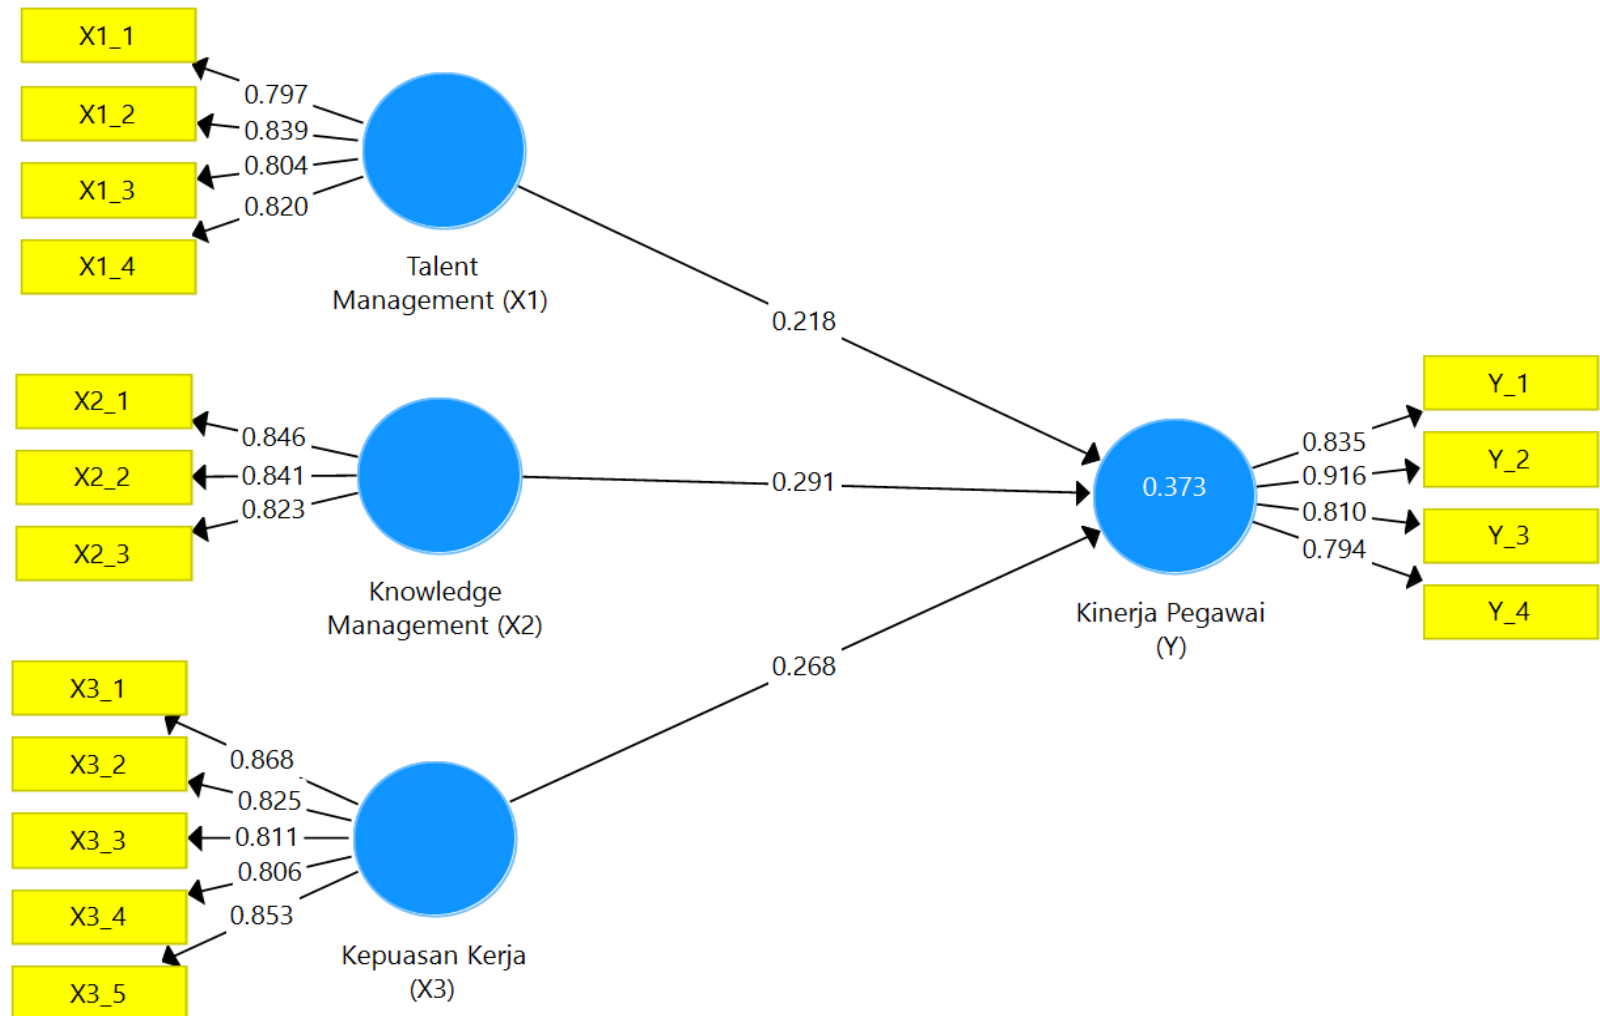 X1_1
0.797
X1_2
0.839
X1_3
0.804
0.820
X1_4
Talent
Management (X1)
0.218
X2_1
0.846
X2_2
0.841
X2_3
0.823
Knowledge
Management (X2)
0.291
0.373
Kinerja Pegawai
(Y)
Y_1
0.835
Y_2
0.916
0.810
Y_3
0.794
Y_4
0.268
X3_1
0.868
X3_2
0.825
X3_3
0.811
0.806
X3_4
0.853
X3_5
Kepuasan Kerja
(X3)